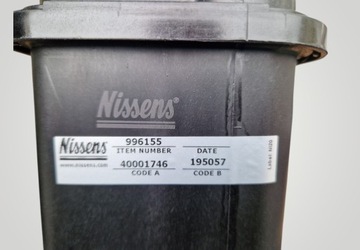 Nissens®
Nissens®
www.nissens.com
996155
ITEM NUMBER DATE
40001746 195057
CODE A CODE B